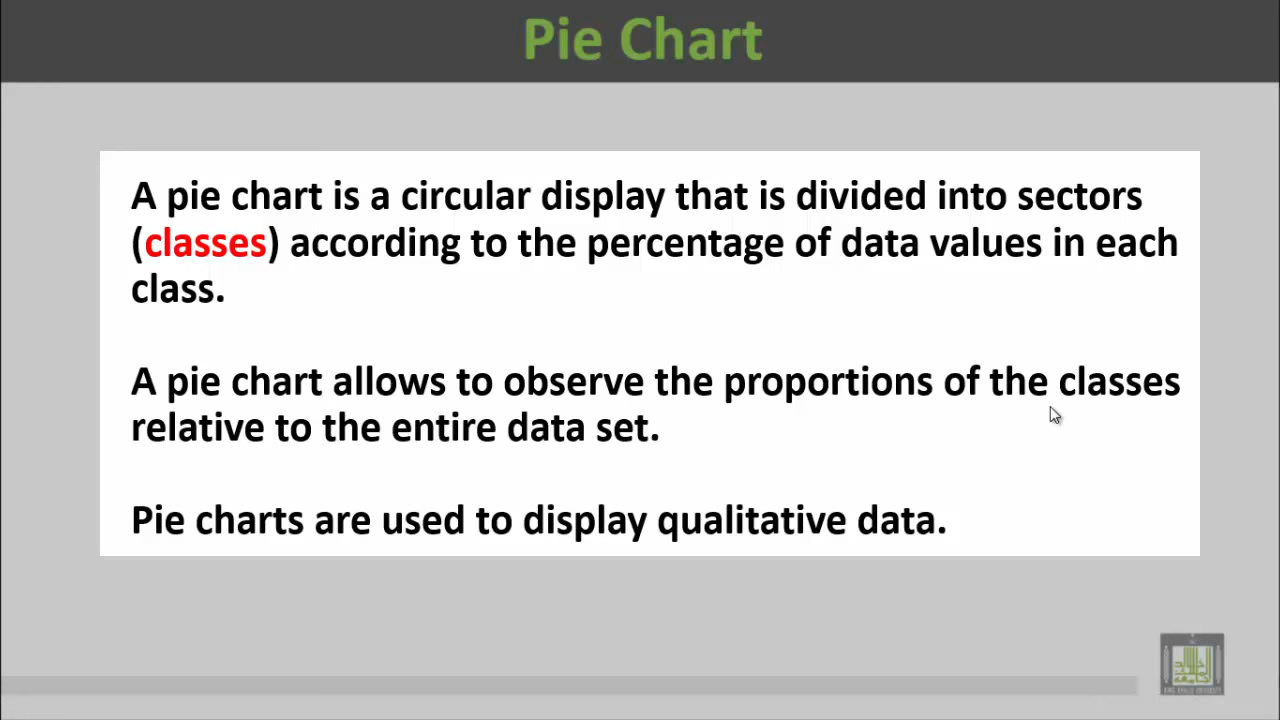 Pie Chart
A pie chart is a circular display that is divided into sectors
(classes) according to the percentage of data values in each
class.
A pie chart allows to observe the proportions of the classes
relative to the entire data set.
Pie charts are used to display qualitative data.